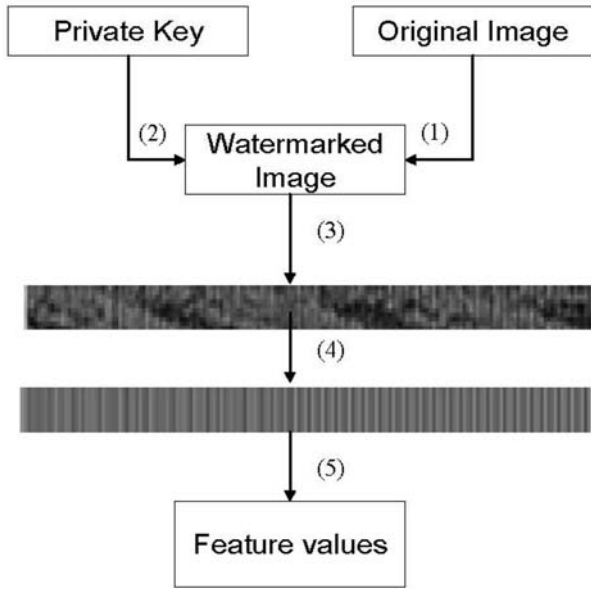 Private Key
Original Image
(2)
(1)
Watermarked
Image
(3)
(4)
(5)
Feature values